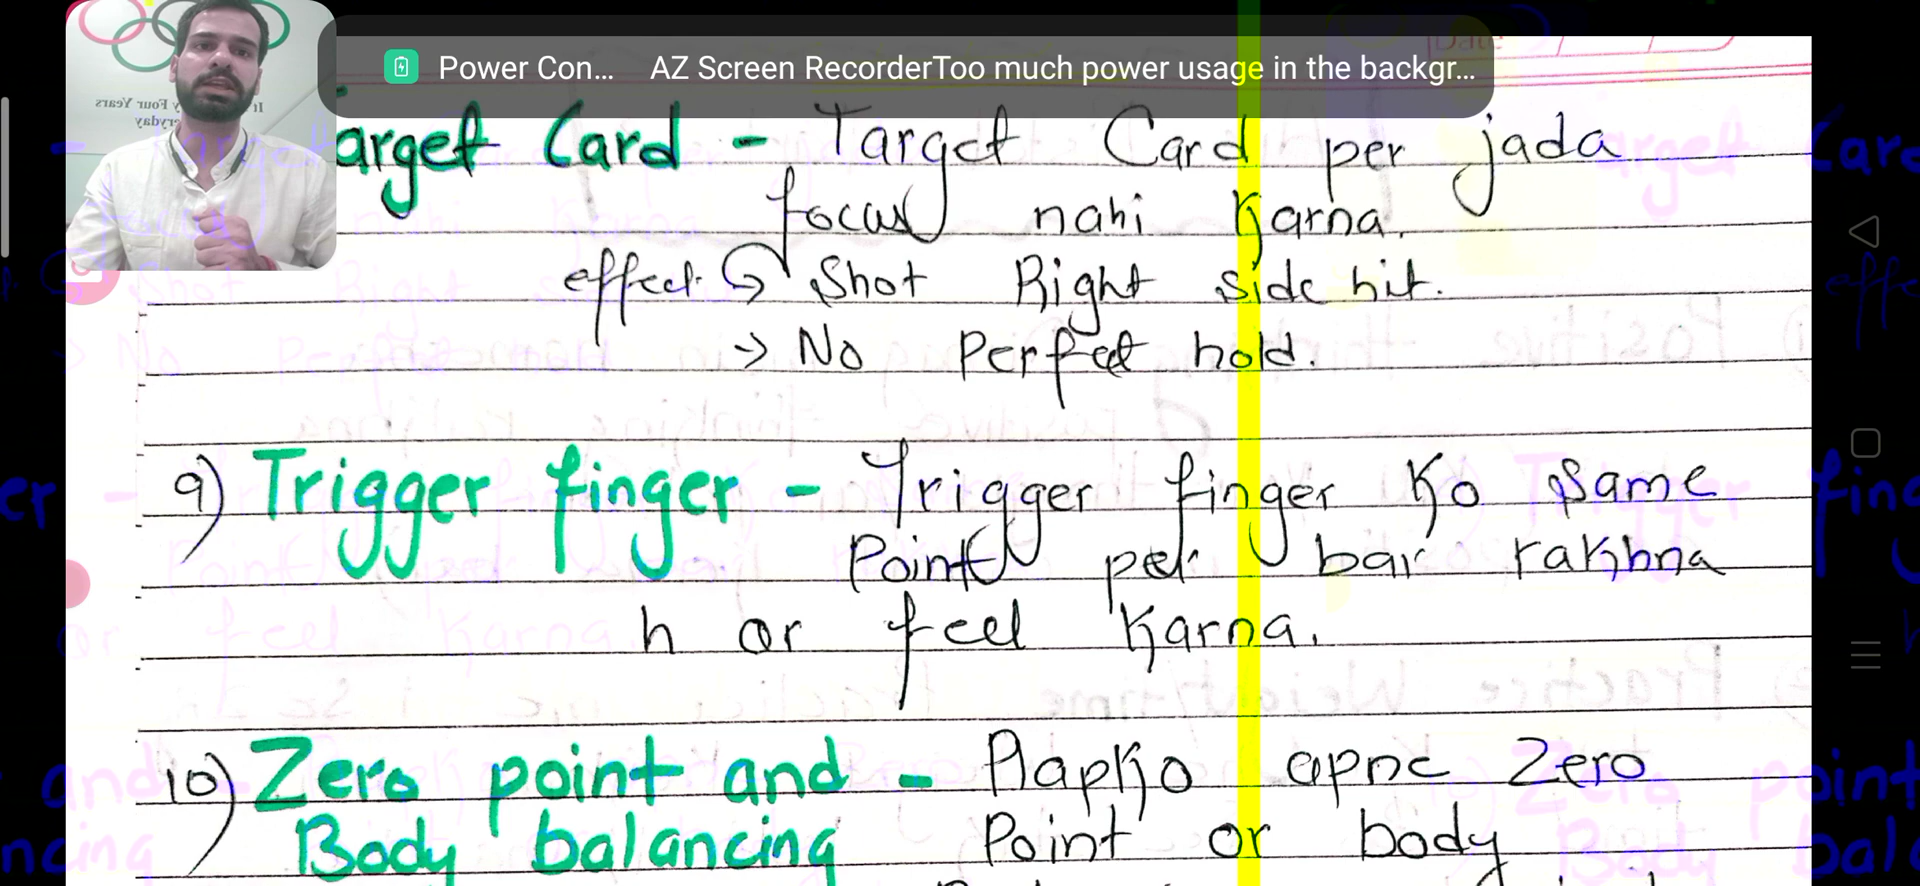 Power Con... AZ Screen RecorderToo much power usage in the backgr...
Date
arget Card - Target Card per jada
focus nahi karna.
effect. → Shot Right side hit.
→ No Perfect hold.
9) Trigger finger - Trigger finger Ko Same
Point per bar rakhna
h or feel karna.
10) Zero point and - Aapko apne Zero
Body balancing Point or body